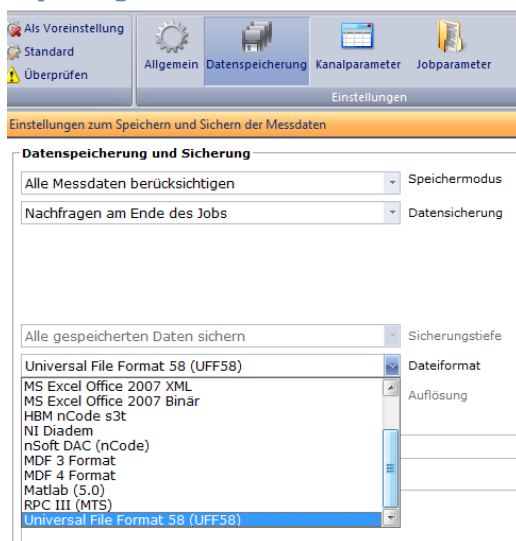 Als Voreinstellung
Standard
Überprüfen
Allgemein
Datenspeicherung
Kanalparameter
Jobparameter
Einstellungen
Einstellungen zum Speichern und Sichern der Messdaten
Datenspeicherung und Sicherung
Alle Messdaten berücksichtigen
Speichermodus
Nachfragen am Ende des Jobs
Datensicherung
Alle gespeicherten Daten sichern
Sicherungstiefe
Universal File Format 58 (UFF58)
Dateiformat
MS Excel Office 2007 XML
MS Excel Office 2007 Binär
Auflösung
HBM nCode s3t
NI Diadem
nSoft DAC (nCode)
MDF 3 Format
MDF 4 Format
Matlab (5.0)
RPC III (MTS)
Universal File Format 58 (UFF58)